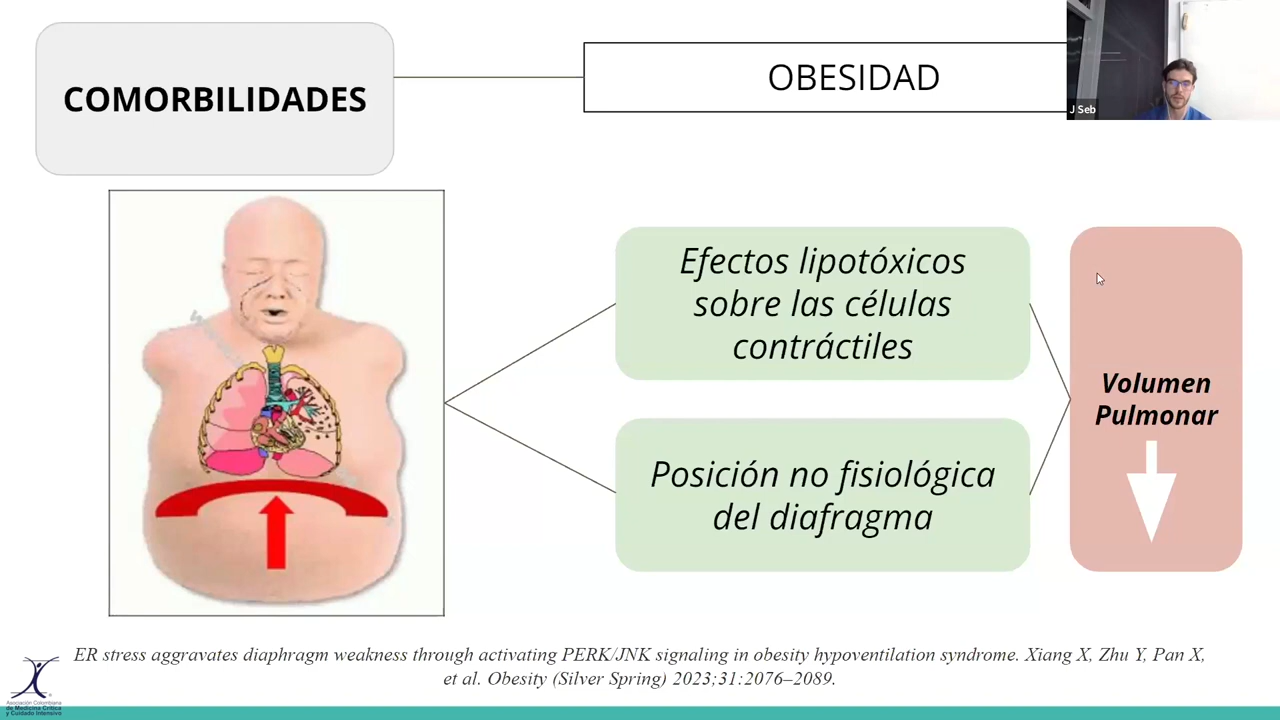 COMORBILIDADES
OBESIDAD
J Seb
Efectos lipotóxicos
sobre las células
contráctiles
Posición no fisiológica
del diafragma
Volumen
Pulmonar
ER stress aggravates diaphragm weakness through activating PERK/JNK signaling in obesity hypoventilation syndrome. Xiang X, Zhu Y, Pan X,
et al. Obesity (Silver Spring) 2023;31:2076–2089.
Asociación Colombiana
de Medicina Crítica
y Cuidado Intensivo